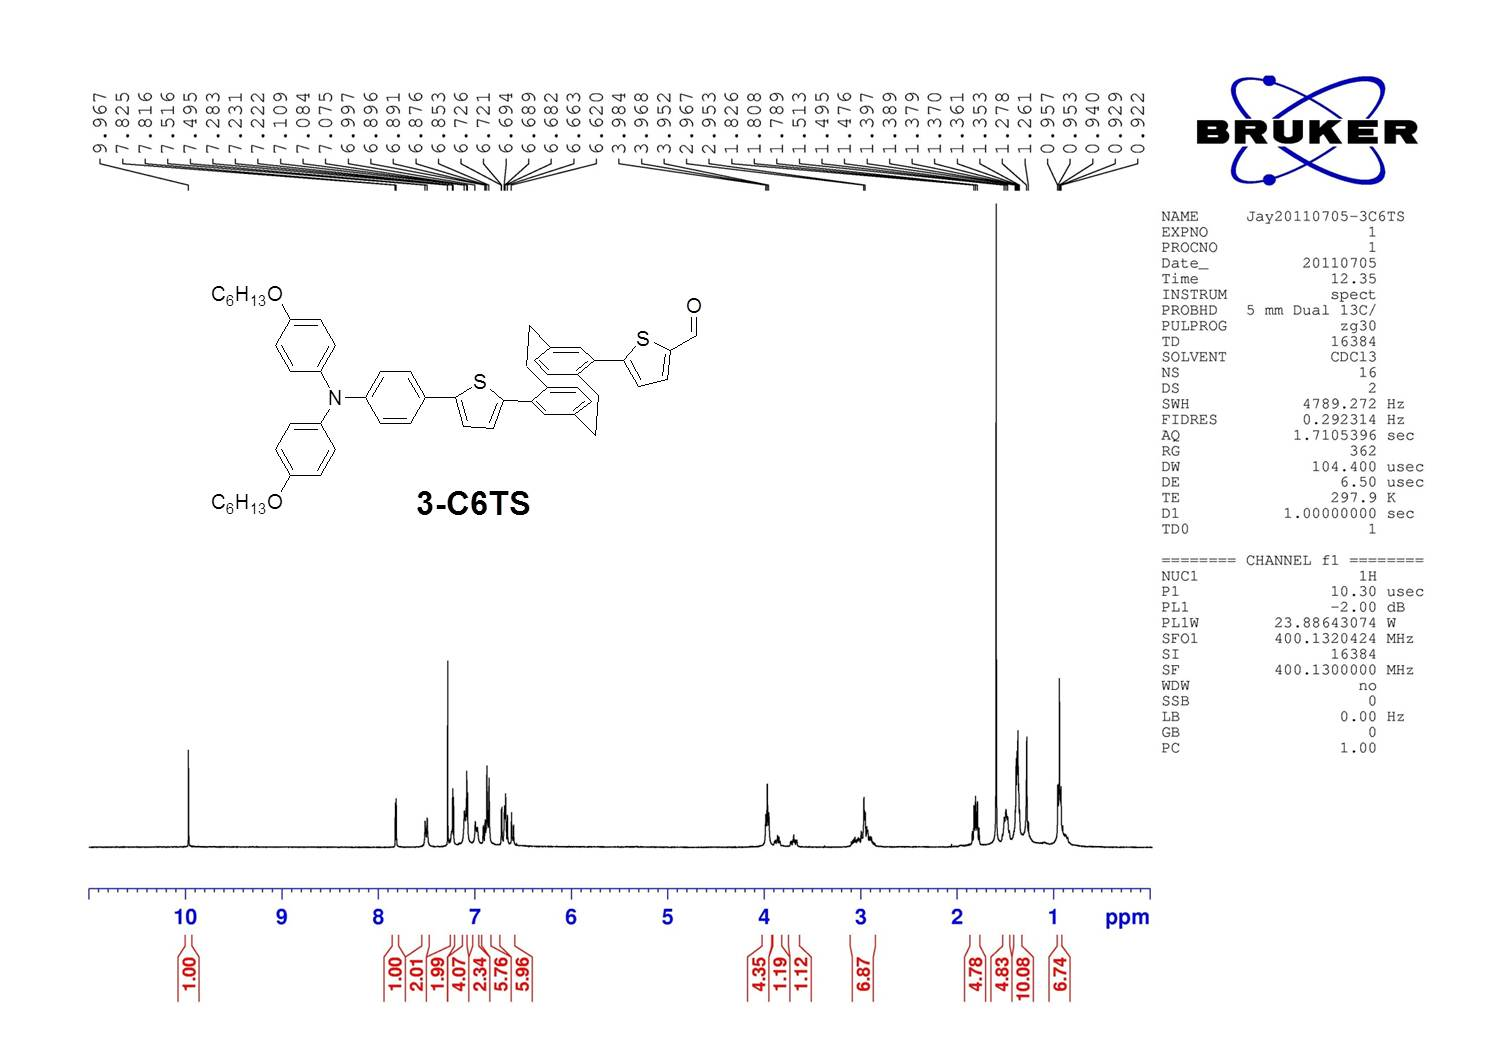 9.967
7.825
7.816
7.516
7.495
7.283
7.231
7.222
7.109
7.084
7.075
6.997
6.896
6.891
6.876
6.853
6.726
6.721
6.694
6.689
6.682
6.663
6.620
3.984
3.968
3.952
2.967
2.953
1.826
1.808
1.789
1.513
1.495
1.476
1.397
1.389
1.379
1.370
1.361
1.353
1.278
1.261
0.957
0.953
0.940
0.929
0.922
BRUKER
NAME Jay20110705-3C6TS
EXPNO 1
PROCNO 1
Date_ 20110705
Time 12.35
INSTRUM spect
PROBHD 5 mm Dual 13C/
PULPROG zg30
TD 16384
SOLVENT CDCl3
NS 16
DS 2
SWH 4789.272 Hz
FIDRES 0.292314 Hz
AQ 1.7105396 sec
RG 362
DW 104.400 usec
DE 6.50 usec
TE 297.9 K
D1 1.00000000 sec
TD0 1
======== CHANNEL f1 ========
NUC1 1H
P1 10.30 usec
PL1 -2.00 dB
PL1W 23.88643074 W
SFO1 400.1320424 MHz
SI 16384
SF 400.1300000 MHz
WDW no
SSB 0
LB 0.00 Hz
GB 0
PC 1.00
C6H13O
O
S
S
N
C6H13O
3-C6TS
10 9 8 7 6 5 4 3 2 1 ppm
1.00
1.00
2.01
1.99
4.07
2.34
5.76
5.96
4.35
1.19
1.12
6.87
4.78
4.83
10.08
6.74